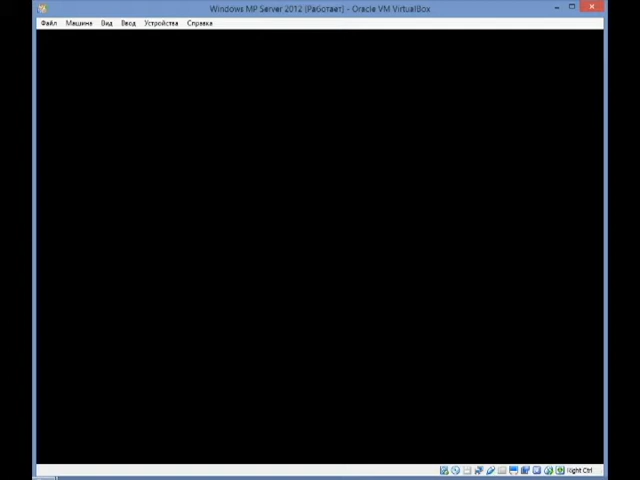 Windows MP Server 2012 [Работает] - Oracle VM VirtualBox
Файл Машина Вид Ввод Устройства Справка
Right Ctrl